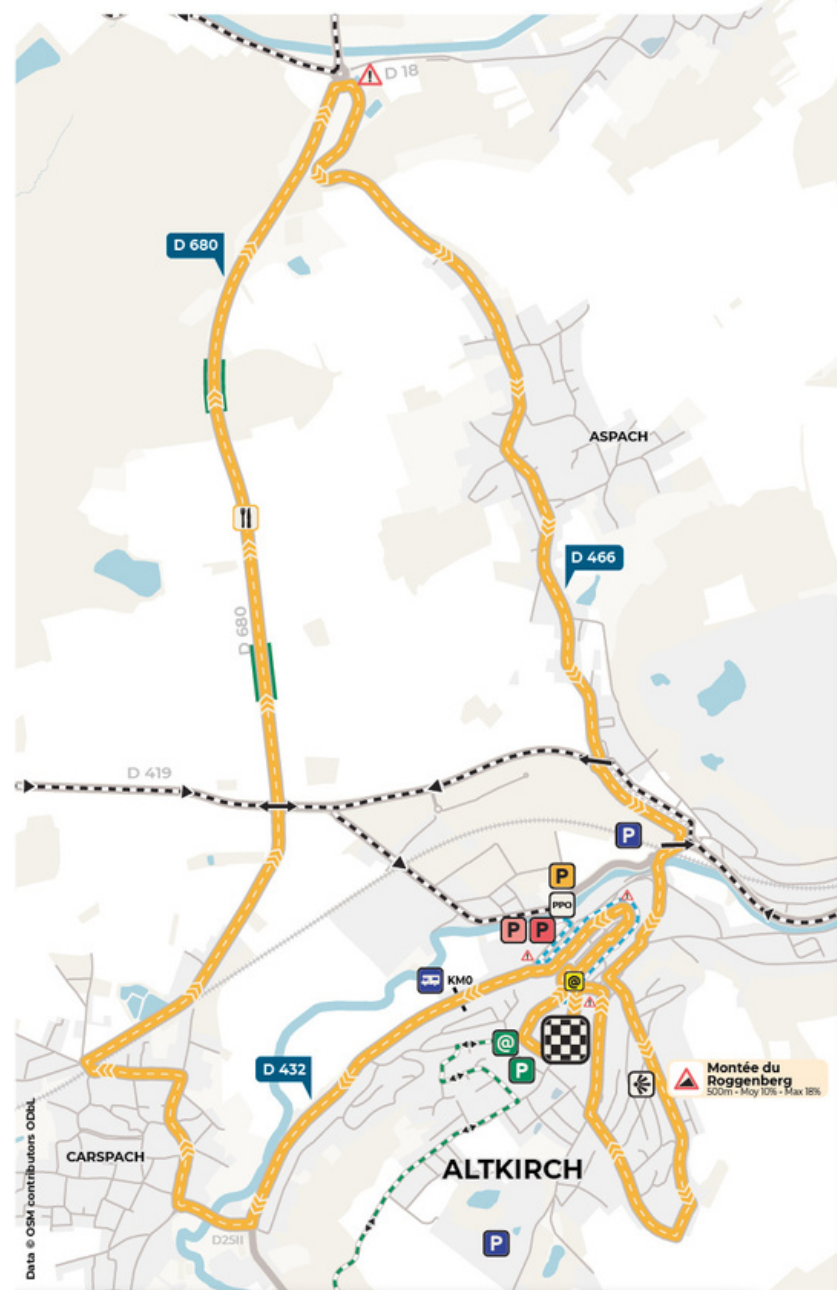 D 18
D 680
ASPACH
D 466
D 680
D 419
P
P
PPO
P
P
KM0
@
@
P
Montée du
Roggenberg
500m - Moy 10% - Max 18%
D 432
CARSPACH
ALTKIRCH
D25II
P
Data © OSM contributors ODbL